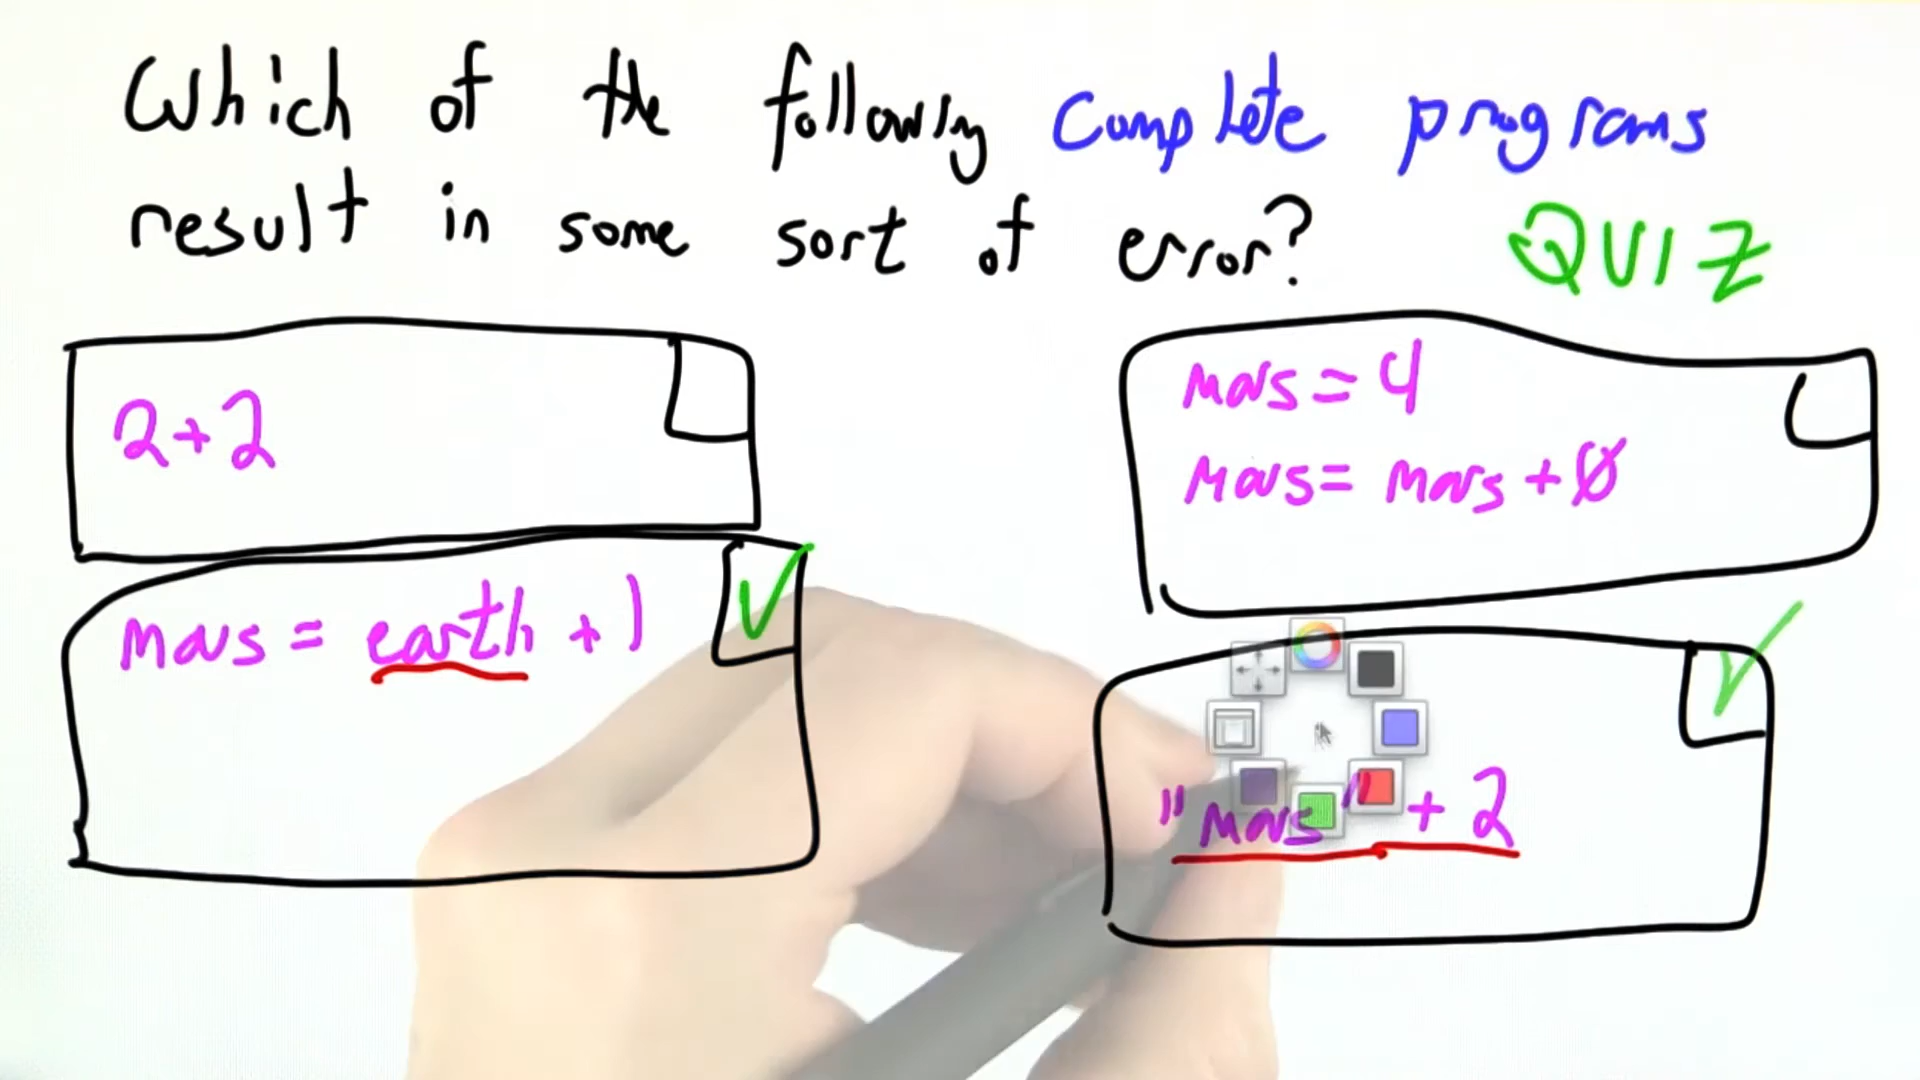 Which of the following complete programs
result in some sort of error?
QUIZ
2+2
mars = 4
mars = mars + 0
mars = earth + 1
"mars" + 2